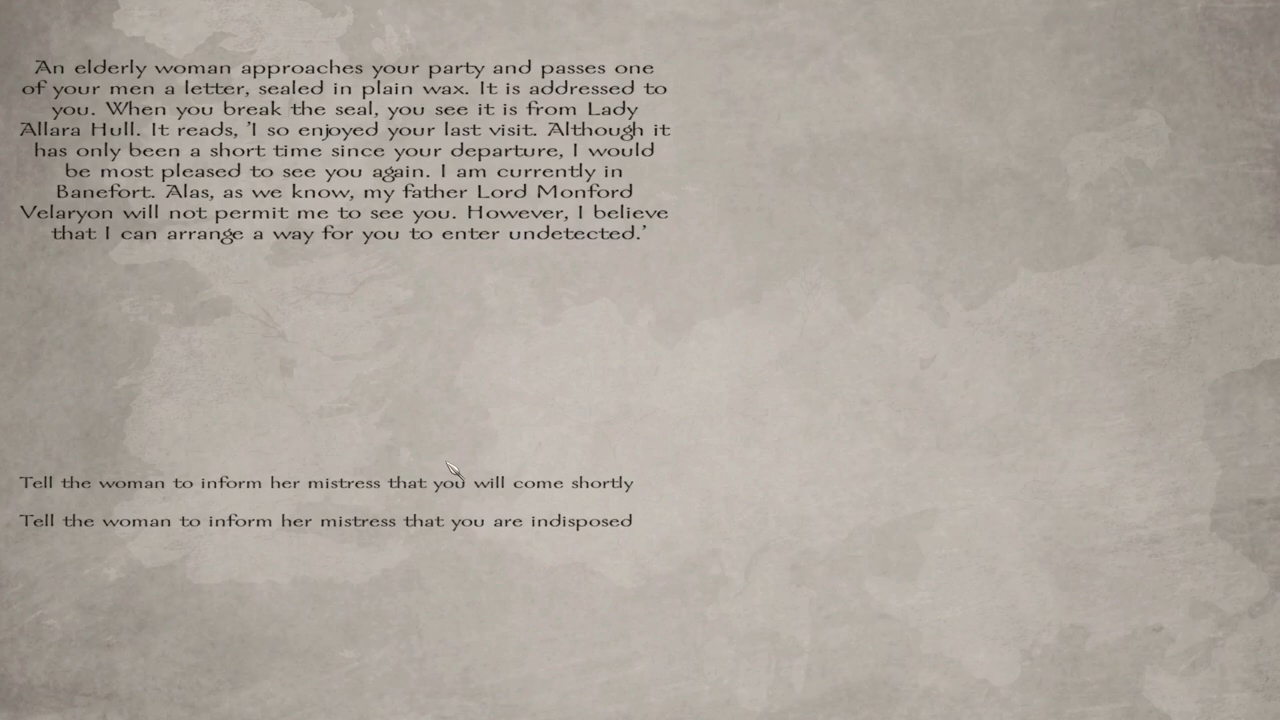 An elderly woman approaches your party and passes one
of your men a letter, sealed in plain wax. It is addressed to
you. When you break the seal, you see it is from Lady
Allara Hull. It reads, 'I so enjoyed your last visit. Although it
has only been a short time since your departure, I would
be most pleased to see you again. I am currently in
Banefort. Alas, as we know, my father Lord Monford
Velaryon will not permit me to see you. However, I believe
that I can arrange a way for you to enter undetected.'
Tell the woman to inform her mistress that you will come shortly
Tell the woman to inform her mistress that you are indisposed